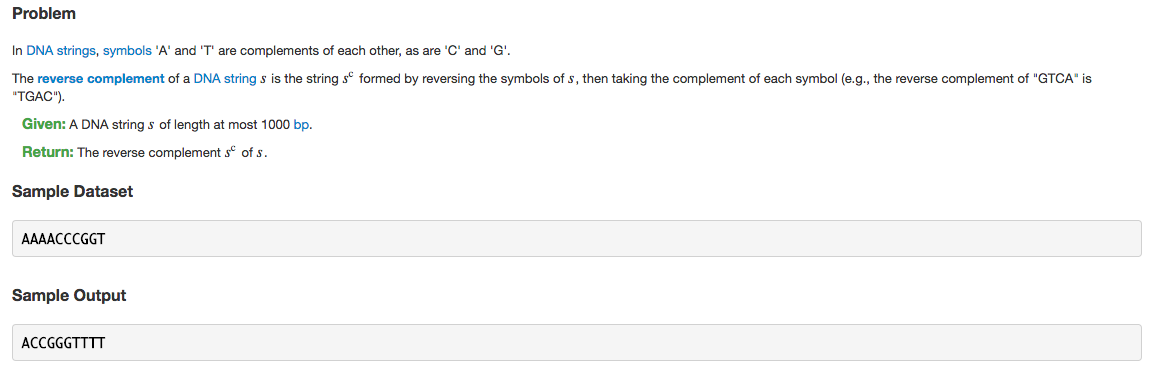 Problem
In DNA strings, symbols 'A' and 'T' are complements of each other, as are 'C' and 'G'.
The reverse complement of a DNA string s is the string sᶜ formed by reversing the symbols of s, then taking the complement of each symbol (e.g., the reverse complement of "GTCA" is
"TGAC").
Given: A DNA string s of length at most 1000 bp.
Return: The reverse complement sᶜ of s.
Sample Dataset
AAAACCCGGT
Sample Output
ACCGGGTTTT